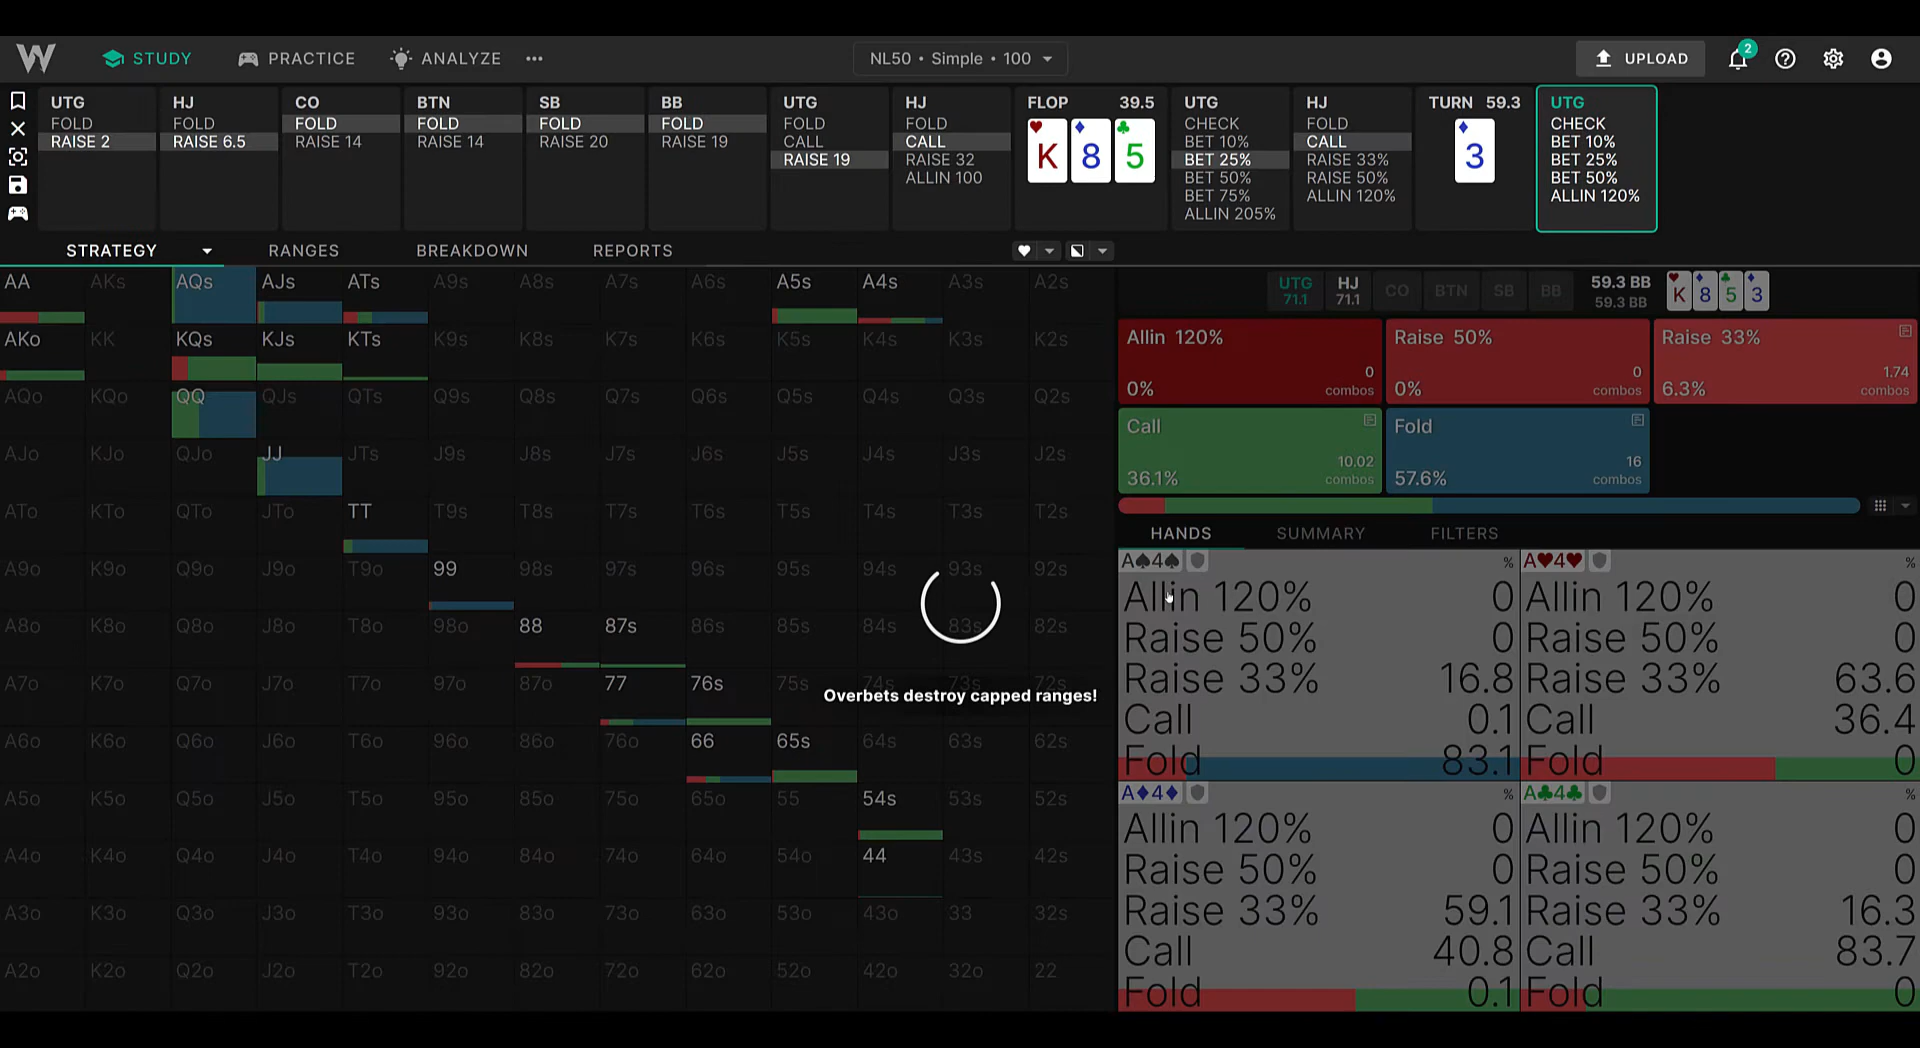 STUDY PRACTICE ANALYZE ••• NL50 • Simple • 100 UPLOAD 2
UTG
FOLD
RAISE 2
HJ
FOLD
RAISE 6.5
CO
FOLD
RAISE 14
BTN
FOLD
RAISE 14
SB
FOLD
RAISE 20
BB
FOLD
RAISE 19
UTG
FOLD
CALL
RAISE 19
HJ
FOLD
CALL
RAISE 32
ALLIN 100
FLOP 39.5
K 8 5
UTG
CHECK
BET 10%
BET 25%
BET 50%
BET 75%
ALLIN 205%
HJ
FOLD
CALL
RAISE 33%
RAISE 50%
ALLIN 120%
TURN 59.3
3
UTG
CHECK
BET 10%
BET 25%
BET 50%
ALLIN 120%
STRATEGY RANGES BREAKDOWN REPORTS
AA AKs AQs AJs ATs A9s A8s A7s A6s A5s A4s A3s A2s
AKo KK KQs KJs KTs K9s K8s K7s K6s K5s K4s K3s K2s
AQo KQo QQ QJs QTs Q9s Q8s Q7s Q6s Q5s Q4s Q3s Q2s
AJo KJo QJo JJ JTs J9s J8s J7s J6s J5s J4s J3s J2s
ATo KTo QTo JTo TT T9s T8s T7s T6s T5s T4s T3s T2s
A9o K9o Q9o J9o T9o 99 98s 97s 96s 95s 94s 93s 92s
A8o K8o Q8o J8o T8o 98o 88 87s 86s 85s 84s 83s 82s
A7o K7o Q7o J7o T7o 97o 87o 77 76s 75s 74s 73s 72s
Overbets destroy capped ranges!
A6o K6o Q6o J6o T6o 96o 86o 76o 66 65s 64s 63s 62s
A5o K5o Q5o J5o T5o 95o 85o 75o 65o 55 54s 53s 52s
A4o K4o Q4o J4o T4o 94o 84o 74o 64o 54o 44 43s 42s
A3o K3o Q3o J3o T3o 93o 83o 73o 63o 53o 43o 33 32s
A2o K2o Q2o J2o T2o 92o 82o 72o 62o 52o 42o 32o 22
UTG
71.1
HJ
71.1
CO BTN SB BB
59.3 BB
59.3 BB
K 8 5 3
Allin 120%
0
0% combos
Raise 50%
0
0% combos
Raise 33%
1.74
6.3% combos
Call
10.02
36.1% combos
Fold
16
57.6% combos
HANDS SUMMARY FILTERS
A♠4♠ %
Allin 120% 0
Raise 50% 0
Raise 33% 16.8
Call 0.1
Fold 83.1
A♥4♥ %
Allin 120% 0
Raise 50% 0
Raise 33% 63.6
Call 36.4
Fold 0
A♦4♦ %
Allin 120% 0
Raise 50% 0
Raise 33% 59.1
Call 40.8
Fold 0.1
A♣4♣ %
Allin 120% 0
Raise 50% 0
Raise 33% 16.3
Call 83.7
Fold 0